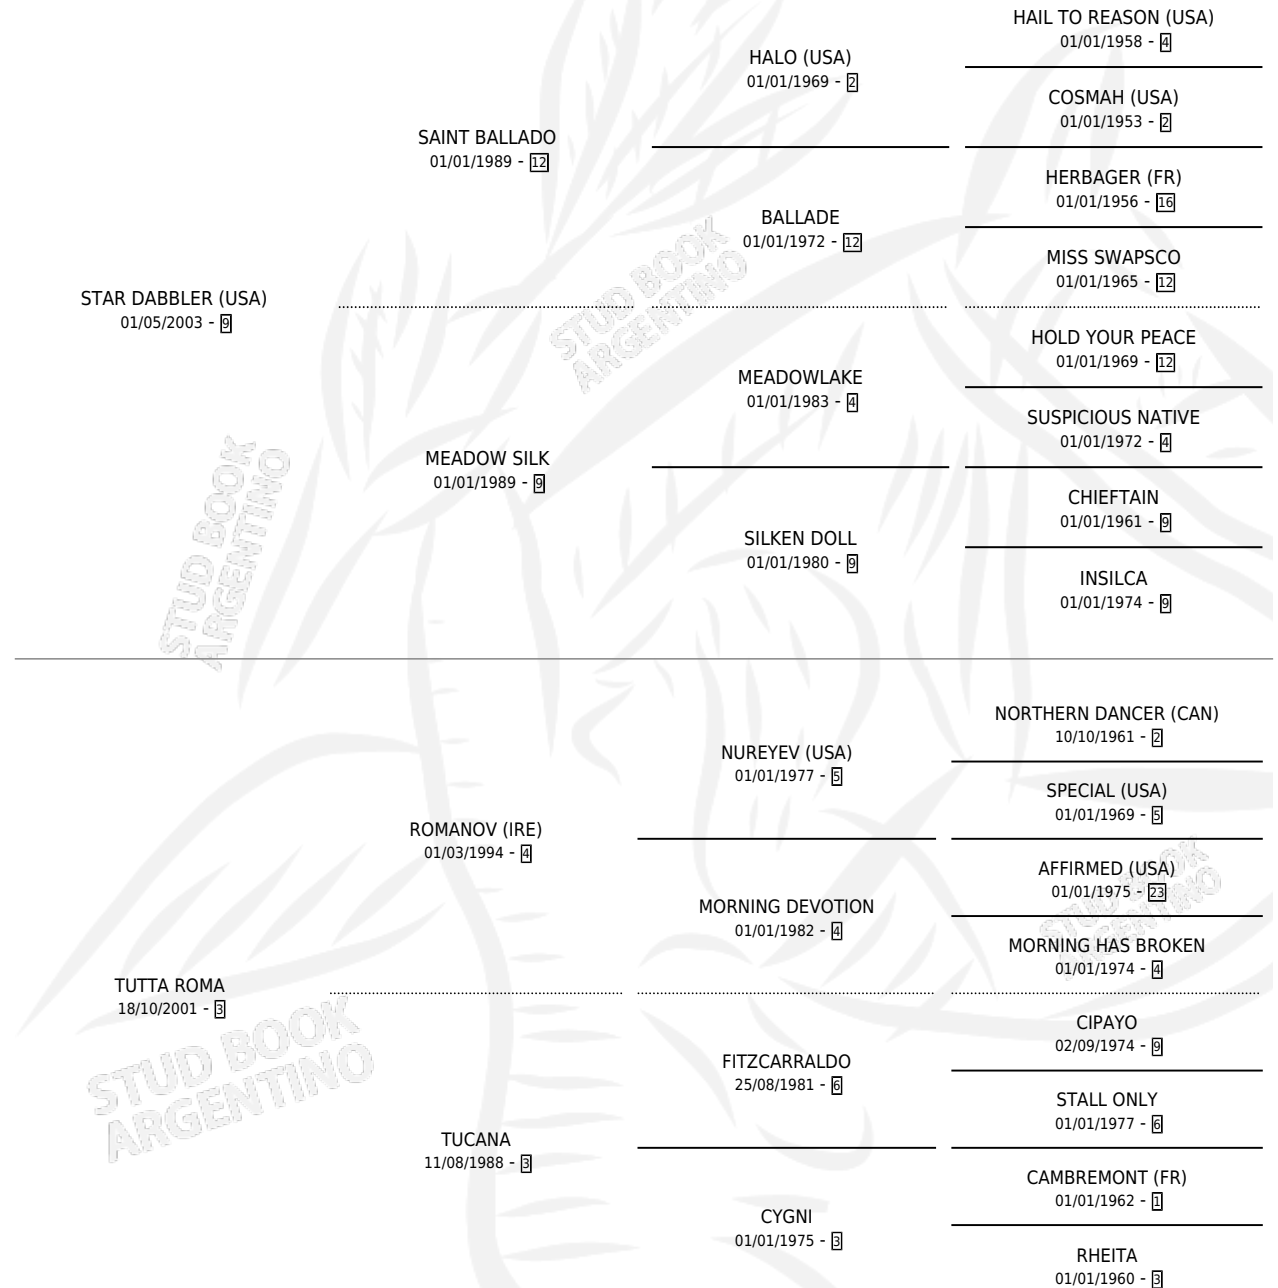 HAIL TO REASON (USA)
01/01/1958 - 4
HALO (USA)
01/01/1969 - 2
COSMAH (USA)
01/01/1953 - 2
SAINT BALLADO
01/01/1989 - 12
HERBAGER (FR)
01/01/1956 - 16
BALLADE
01/01/1972 - 12
MISS SWAPSCO
01/01/1965 - 12
STAR DABBLER (USA)
01/05/2003 - 9
HOLD YOUR PEACE
01/01/1969 - 12
MEADOWLAKE
01/01/1983 - 4
SUSPICIOUS NATIVE
01/01/1972 - 4
MEADOW SILK
01/01/1989 - 9
CHIEFTAIN
01/01/1961 - 9
SILKEN DOLL
01/01/1980 - 9
INSILCA
01/01/1974 - 9
NORTHERN DANCER (CAN)
10/10/1961 - 2
NUREYEV (USA)
01/01/1977 - 5
SPECIAL (USA)
01/01/1969 - 5
ROMANOV (IRE)
01/03/1994 - 4
AFFIRMED (USA)
01/01/1975 - 23
MORNING DEVOTION
01/01/1982 - 4
MORNING HAS BROKEN
01/01/1974 - 4
TUTTA ROMA
18/10/2001 - 3
CIPAYO
02/09/1974 - 9
FITZCARRALDO
25/08/1981 - 6
STALL ONLY
01/01/1977 - 6
TUCANA
11/08/1988 - 3
CAMBREMONT (FR)
01/01/1962 - 1
CYGNI
01/01/1975 - 3
RHEITA
01/01/1960 - 3
STUD BOOK
ARGENTINO
STUD BOOK
ARGENTINO
STUD BOOK
ARGENTINO
STUD BOOK
ARGENTINO